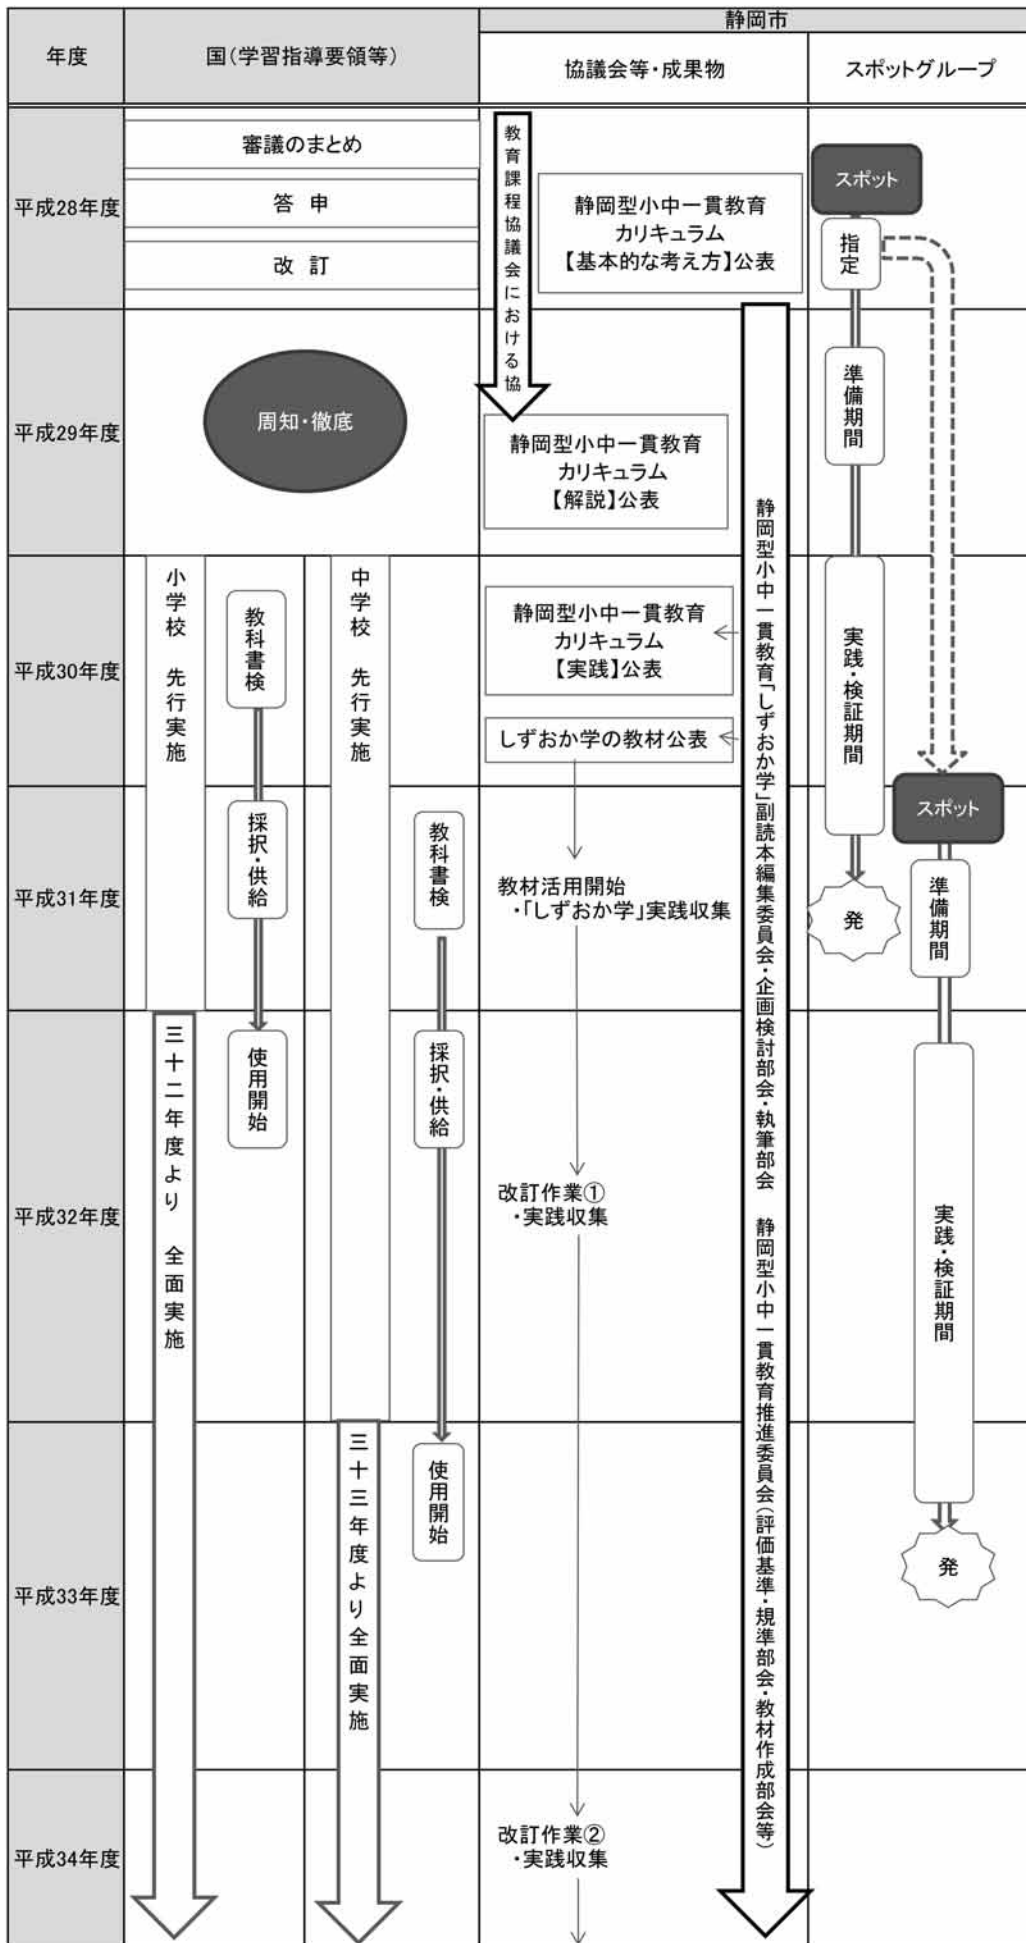 年度
国(学習指導要領等)
静岡市
協議会等・成果物
スポットグループ
平成28年度
審議のまとめ
答 申
改 訂
教育課程協議会における協
静岡型小中一貫教育
カリキュラム
【基本的な考え方】公表
スポット
指定
平成29年度
周知・徹底
静岡型小中一貫教育
カリキュラム
【解説】公表
準備期間
静岡型小中一貫教育「しずおか学」副読本編集委員会・企画検討部会・執筆部会 静岡型小中一貫教育推進委員会(評価基準・規準部会・教材作成部会等)
平成30年度
小学校 先行実施
教科書検
中学校 先行実施
静岡型小中一貫教育
カリキュラム
【実践】公表
しずおか学の教材公表
実践・検証期間
平成31年度
採択・供給
教科書検
教材活用開始
・「しずおか学」実践収集
発
スポット
準備期間
平成32年度
三十二年度より 全面実施
使用開始
採択・供給
改訂作業①
・実践収集
実践・検証期間
平成33年度
三十三年度より全面実施
使用開始
発
平成34年度
改訂作業②
・実践収集